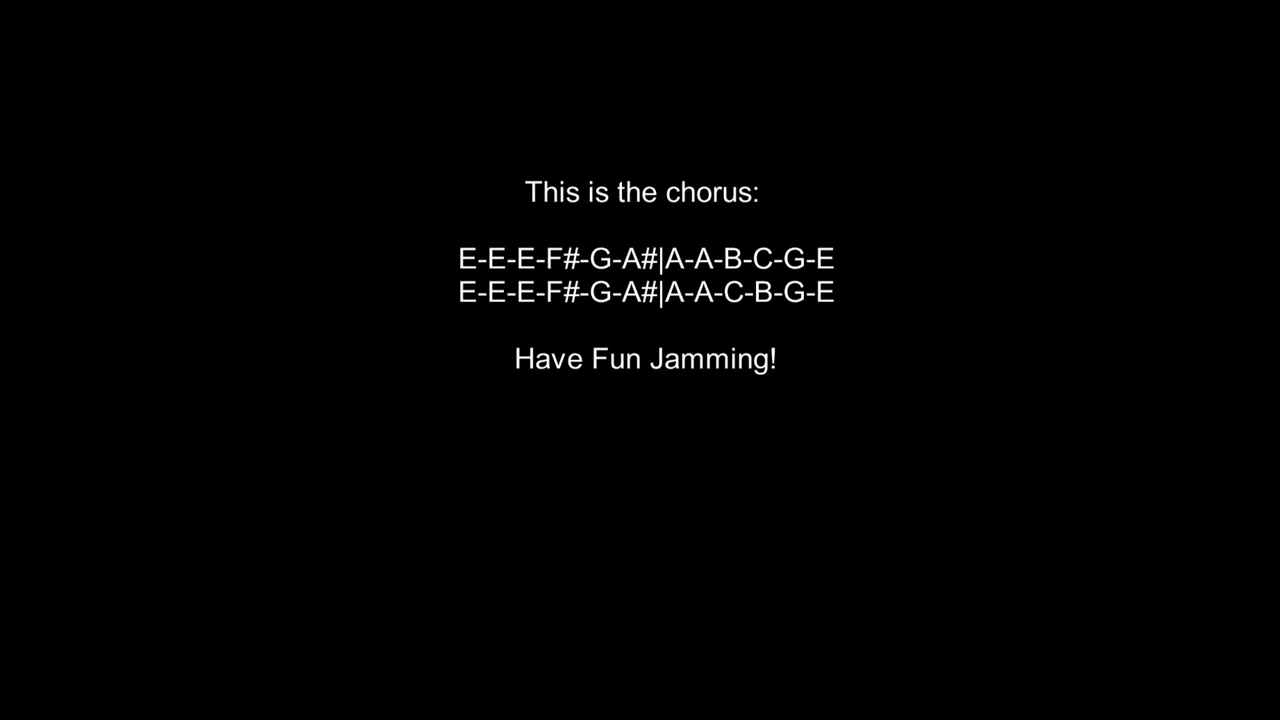 This is the chorus:
E-E-E-F#-G-A#|A-A-B-C-G-E
E-E-E-F#-G-A#|A-A-C-B-G-E
Have Fun Jamming!